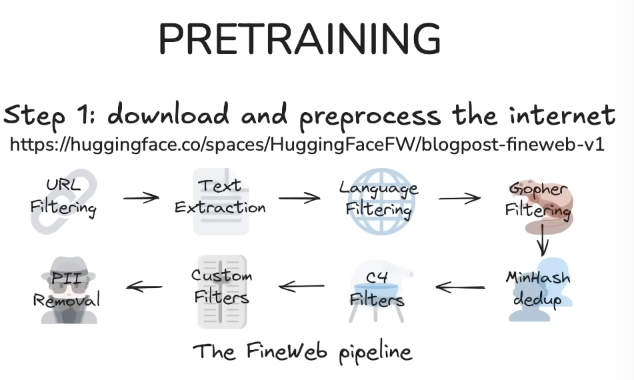 PRETRAINING
Step 1: download and preprocess the internet
https://huggingface.co/spaces/HuggingFaceFW/blogpost-fineweb-v1
URL
Filtering
Text
Extraction
Language
Filtering
Gopher
Filtering
MinHash
dedup
C4
Filters
Custom
Filters
PII
Removal
The FineWeb pipeline